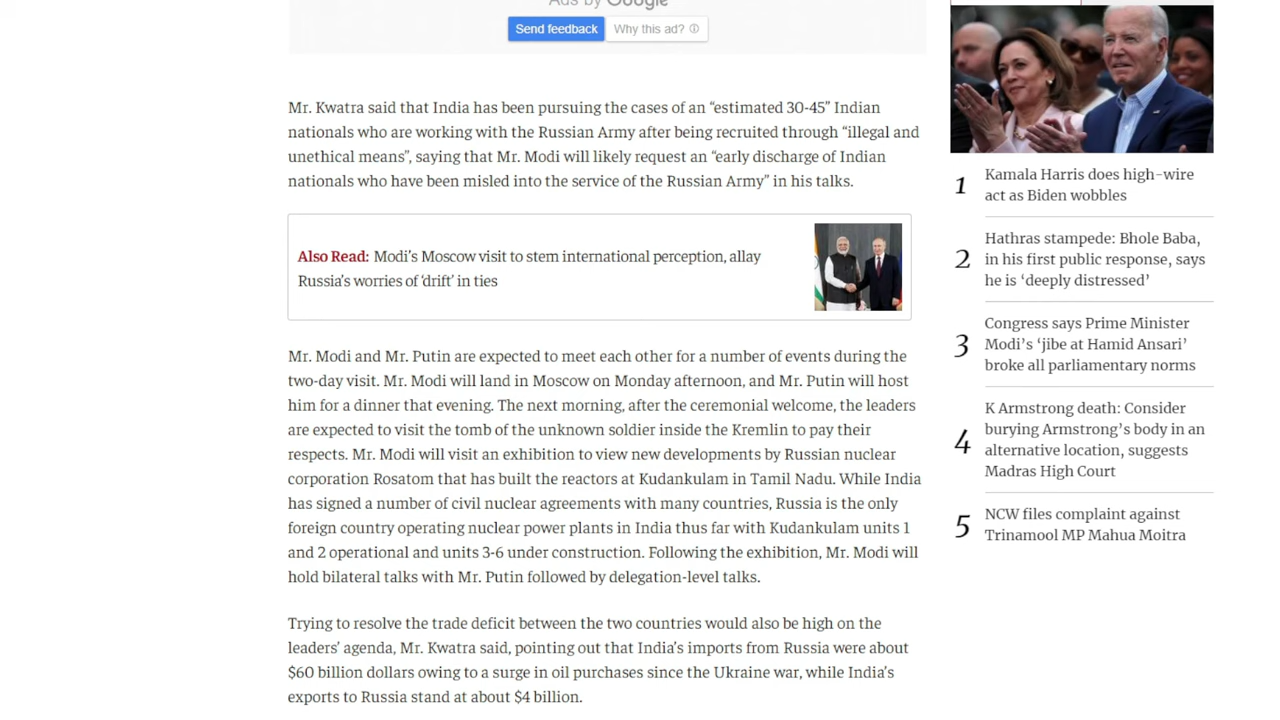 Ads by Google
Send feedback
Why this ad?
Mr. Kwatra said that India has been pursuing the cases of an “estimated 30-45” Indian
nationals who are working with the Russian Army after being recruited through “illegal and
unethical means”, saying that Mr. Modi will likely request an “early discharge of Indian
nationals who have been misled into the service of the Russian Army” in his talks.
Also Read: Modi’s Moscow visit to stem international perception, allay
Russia’s worries of ‘drift’ in ties
Mr. Modi and Mr. Putin are expected to meet each other for a number of events during the
two-day visit. Mr. Modi will land in Moscow on Monday afternoon, and Mr. Putin will host
him for a dinner that evening. The next morning, after the ceremonial welcome, the leaders
are expected to visit the tomb of the unknown soldier inside the Kremlin to pay their
respects. Mr. Modi will visit an exhibition to view new developments by Russian nuclear
corporation Rosatom that has built the reactors at Kudankulam in Tamil Nadu. While India
has signed a number of civil nuclear agreements with many countries, Russia is the only
foreign country operating nuclear power plants in India thus far with Kudankulam units 1
and 2 operational and units 3-6 under construction. Following the exhibition, Mr. Modi will
hold bilateral talks with Mr. Putin followed by delegation-level talks.
Trying to resolve the trade deficit between the two countries would also be high on the
leaders’ agenda, Mr. Kwatra said, pointing out that India’s imports from Russia were about
$60 billion dollars owing to a surge in oil purchases since the Ukraine war, while India’s
exports to Russia stand at about $4 billion.
1 Kamala Harris does high-wire
act as Biden wobbles
2 Hathras stampede: Bhole Baba,
in his first public response, says
he is ‘deeply distressed’
3 Congress says Prime Minister
Modi’s ‘jibe at Hamid Ansari’
broke all parliamentary norms
4 K Armstrong death: Consider
burying Armstrong’s body in an
alternative location, suggests
Madras High Court
5 NCW files complaint against
Trinamool MP Mahua Moitra